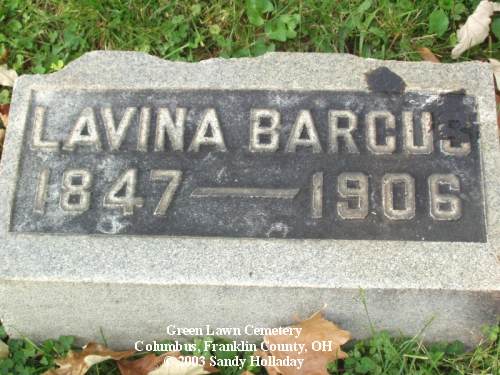 LAVINA BARCUS
1847 — 1906
Green Lawn Cemetery
Columbus, Franklin County, OH
© 2003 Sandy Holladay